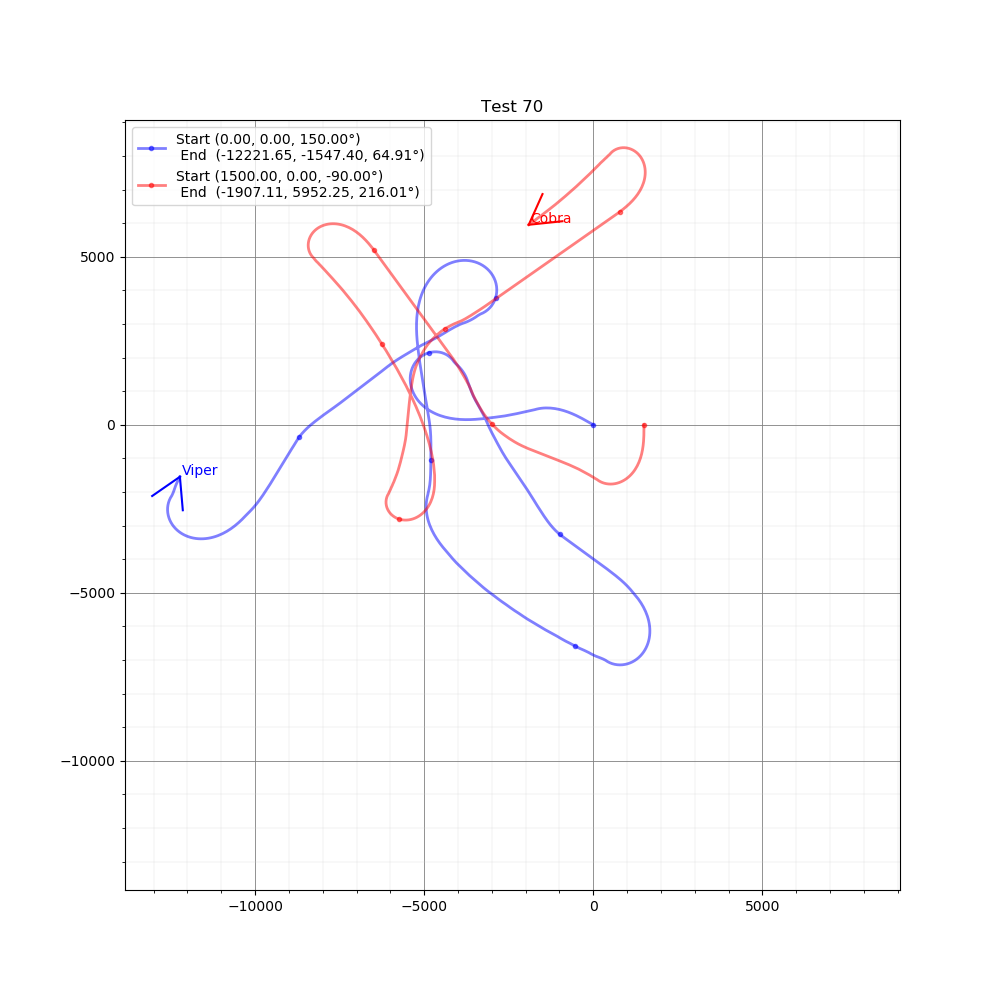 Test 70
Start (0.00, 0.00, 150.00°)
End (-12221.65, -1547.40, 64.91°)
Start (1500.00, 0.00, -90.00°)
End (-1907.11, 5952.25, 216.01°)
Cobra
Viper
5000
0
−5000
−10000
−10000
−5000
0
5000